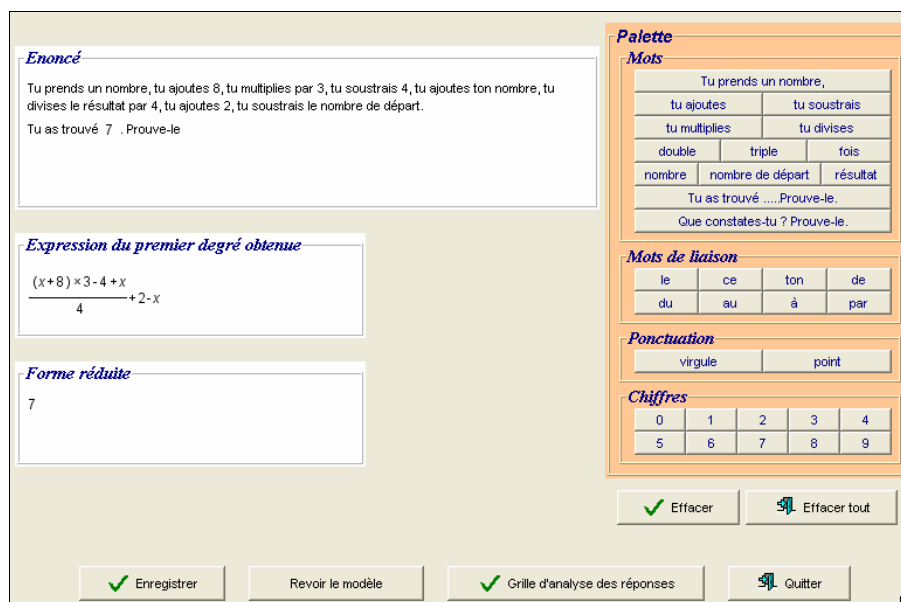 Enoncé
Tu prends un nombre, tu ajoutes 8, tu multiplies par 3, tu soustrais 4, tu ajoutes ton nombre, tu
divises le résultat par 4, tu ajoutes 2, tu soustrais le nombre de départ.
Tu as trouvé 7 . Prouve-le
Expression du premier degré obtenue
(x+8)×3-4+x
4
+2-x
Forme réduite
7
Palette
Mots
Tu prends un nombre,
tu ajoutes tu soustrais
tu multiplies tu divises
double triple fois
nombre nombre de départ résultat
Tu as trouvé .....Prouve-le.
Que constates-tu ? Prouve-le.
Mots de liaison
le ce ton de
du au à par
Ponctuation
virgule point
Chiffres
0 1 2 3 4
5 6 7 8 9
Effacer Effacer tout
Enregistrer Revoir le modèle Grille d'analyse des réponses Quitter